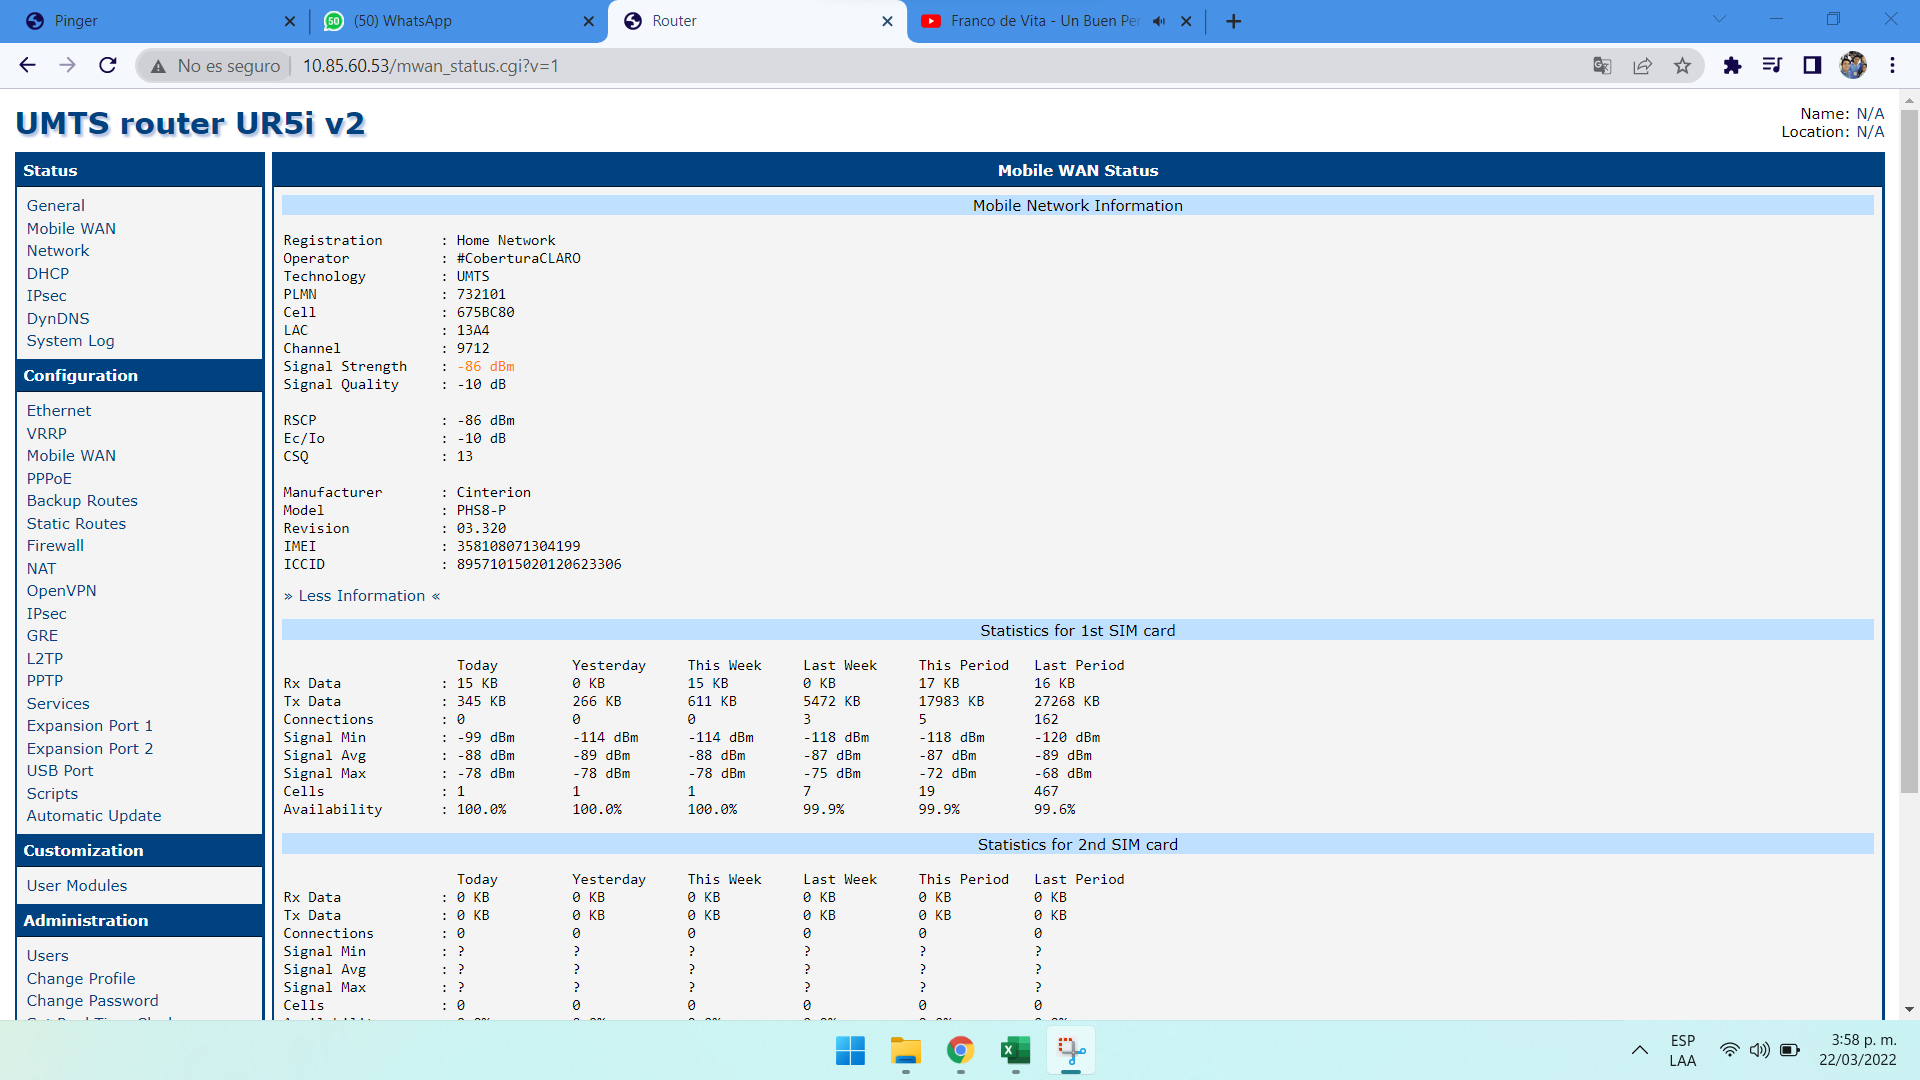 Pinger
50
(50) WhatsApp
Router
Franco de Vita - Un Buen Per
No es seguro
10.85.60.53/mwan_status.cgi?v=1
UMTS router UR5i v2
Name: N/A
Location: N/A
Status
General
Mobile WAN
Network
DHCP
IPsec
DynDNS
System Log
Configuration
Ethernet
VRRP
Mobile WAN
PPPoE
Backup Routes
Static Routes
Firewall
NAT
OpenVPN
IPsec
GRE
L2TP
PPTP
Services
Expansion Port 1
Expansion Port 2
USB Port
Scripts
Automatic Update
Customization
User Modules
Administration
Users
Change Profile
Change Password
Mobile WAN Status
Mobile Network Information
Registration : Home Network
Operator : #CoberturaCLARO
Technology : UMTS
PLMN : 732101
Cell : 675BC80
LAC : 13A4
Channel : 9712
Signal Strength : -86 dBm
Signal Quality : -10 dB
RSCP : -86 dBm
Ec/Io : -10 dB
CSQ : 13
Manufacturer : Cinterion
Model : PHS8-P
Revision : 03.320
IMEI : 358108071304199
ICCID : 89571015020120623306
» Less Information «
Statistics for 1st SIM card
Today Yesterday This Week Last Week This Period Last Period
Rx Data : 15 KB 0 KB 15 KB 0 KB 17 KB 16 KB
Tx Data : 345 KB 266 KB 611 KB 5472 KB 17983 KB 27268 KB
Connections : 0 0 0 3 5 162
Signal Min : -99 dBm -114 dBm -114 dBm -118 dBm -118 dBm -120 dBm
Signal Avg : -88 dBm -89 dBm -88 dBm -87 dBm -87 dBm -89 dBm
Signal Max : -78 dBm -78 dBm -78 dBm -75 dBm -72 dBm -68 dBm
Cells : 1 1 1 7 19 467
Availability : 100.0% 100.0% 100.0% 99.9% 99.9% 99.6%
Statistics for 2nd SIM card
Today Yesterday This Week Last Week This Period Last Period
Rx Data : 0 KB 0 KB 0 KB 0 KB 0 KB 0 KB
Tx Data : 0 KB 0 KB 0 KB 0 KB 0 KB 0 KB
Connections : 0 0 0 0 0 0
Signal Min : ? ? ? ? ? ?
Signal Avg : ? ? ? ? ? ?
Signal Max : ? ? ? ? ? ?
Cells : 0 0 0 0 0 0
ESP
LAA
3:58 p. m.
22/03/2022